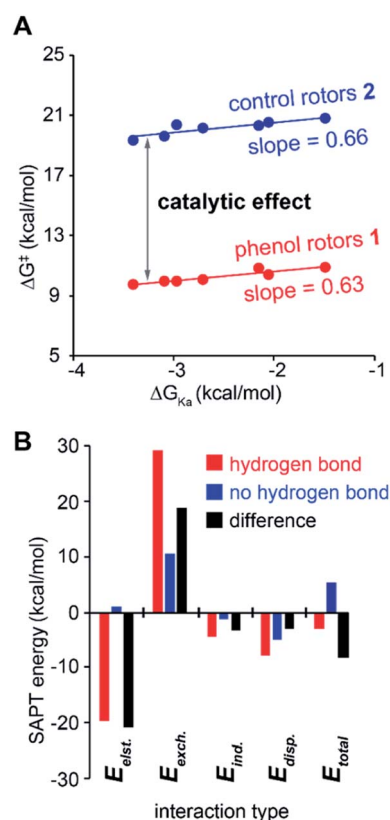 A
25
21
17
13
9
5
ΔG‡ (kcal/mol)
control rotors 2
slope = 0.66
catalytic effect
phenol rotors 1
slope = 0.63
-4
-3
-2
-1
ΔGKa (kcal/mol)
B
30
20
10
0
-10
-20
-30
SAPT energy (kcal/mol)
hydrogen bond
no hydrogen bond
difference
Eelst.
Eexch.
Eind.
Edisp.
Etotal
interaction type